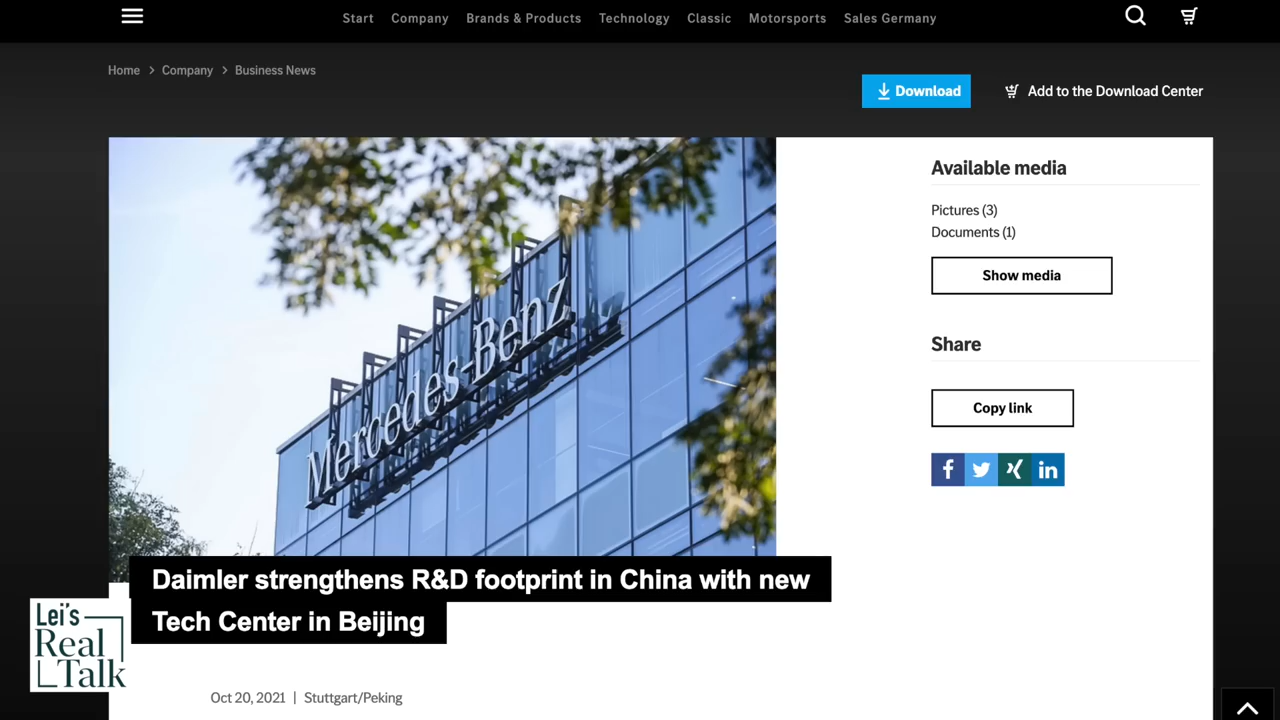 Start Company Brands & Products Technology Classic Motorsports Sales Germany
Home > Company > Business News
Download
Add to the Download Center
Mercedes-Benz
Available media
Pictures (3)
Documents (1)
Show media
Share
Copy link
Daimler strengthens R&D footprint in China with new
Tech Center in Beijing
Lei's
Real
Talk
Oct 20, 2021 | Stuttgart/Peking